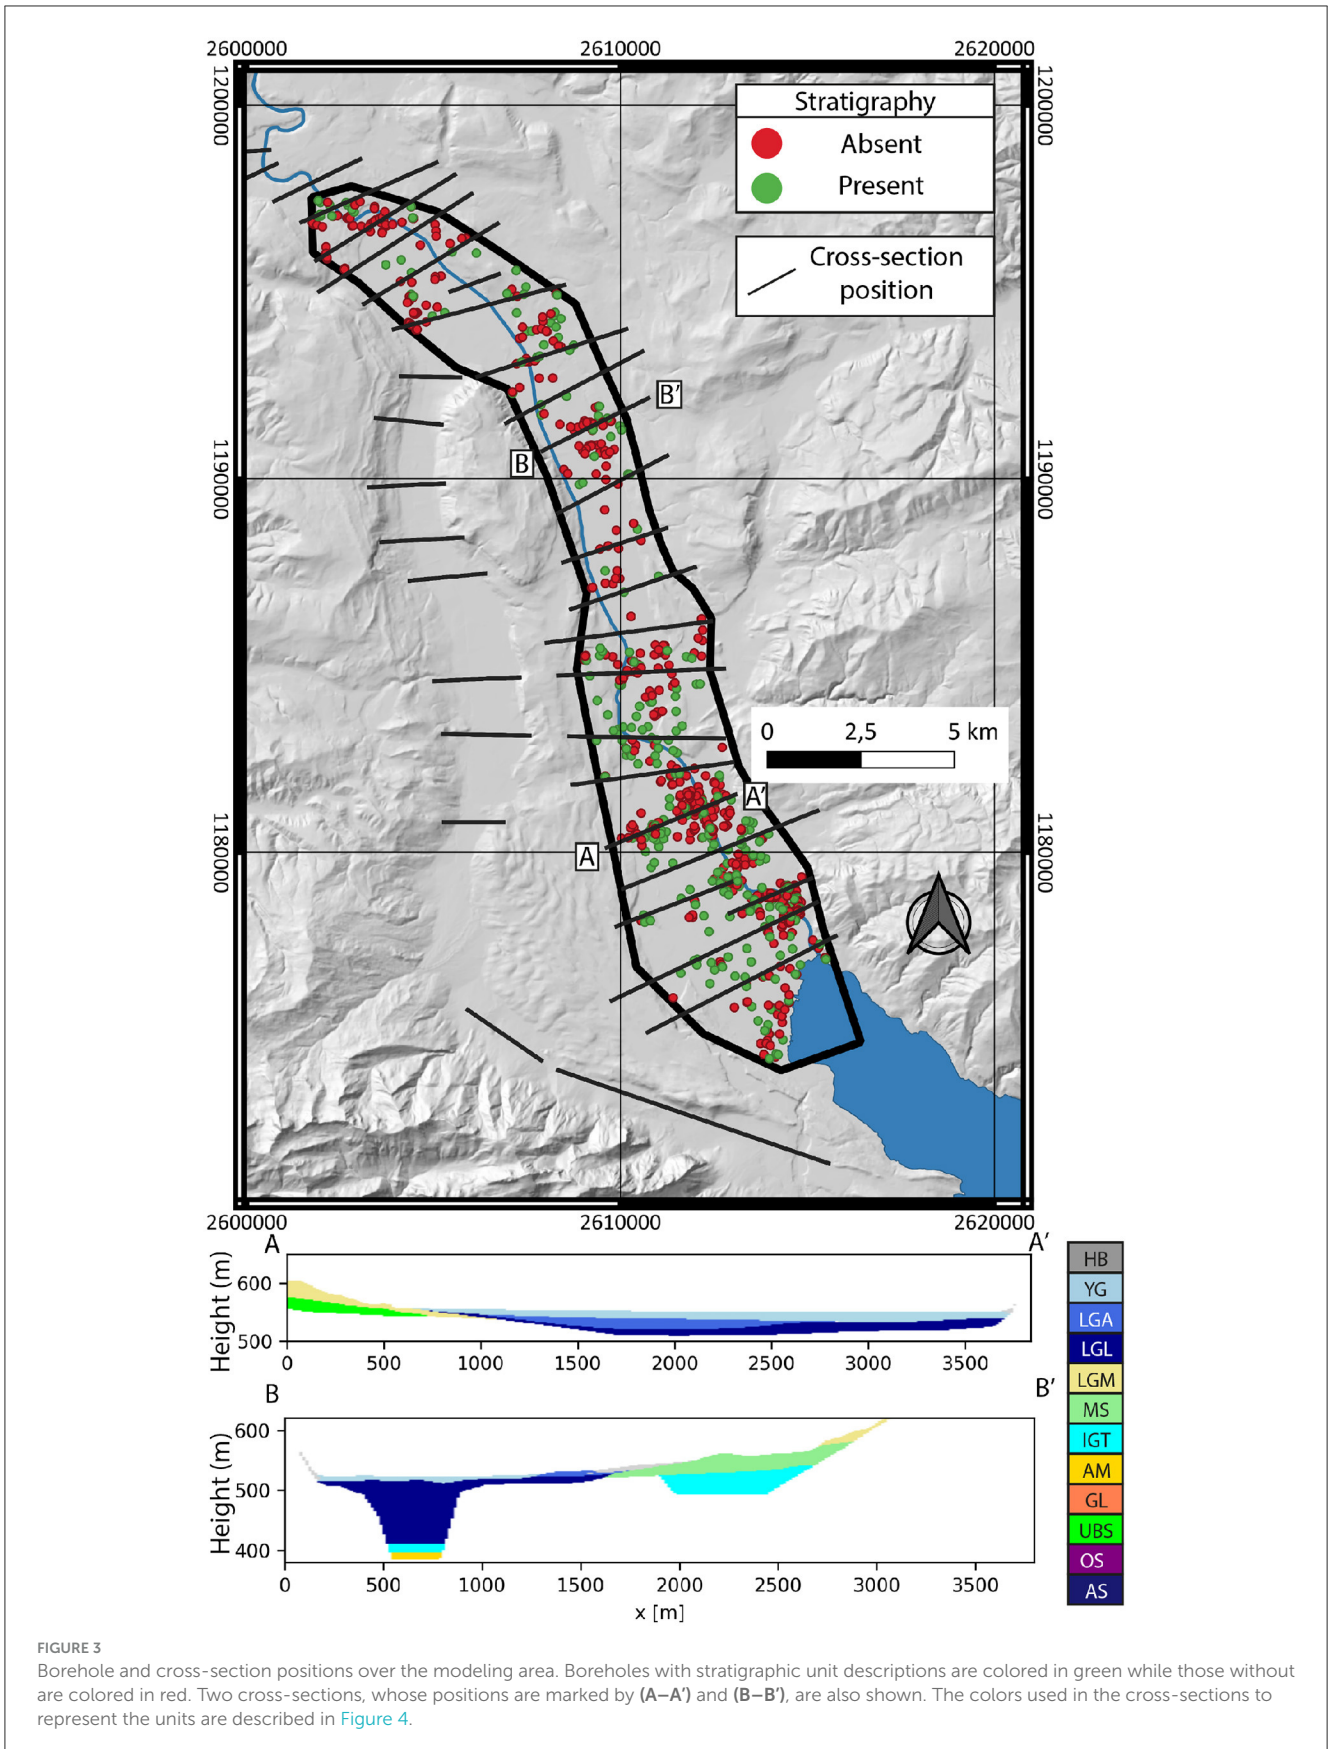 2600000 2610000 2620000
1200000 1200000
Stratigraphy
Absent
Present
Cross-section
position
B'
B
1190000 1190000
0 2,5 5 km
A'
A
1180000 1180000
2600000 2610000 2620000
A A'
Height (m)
600
500
0 500 1000 1500 2000 2500 3000 3500
B B'
Height (m)
600
500
400
0 500 1000 1500 2000 2500 3000 3500
x [m]
HB
YG
LGA
LGL
LGM
MS
IGT
AM
GL
UBS
OS
AS
FIGURE 3
Borehole and cross-section positions over the modeling area. Boreholes with stratigraphic unit descriptions are colored in green while those without
are colored in red. Two cross-sections, whose positions are marked by (A–A') and (B–B'), are also shown. The colors used in the cross-sections to
represent the units are described in Figure 4.